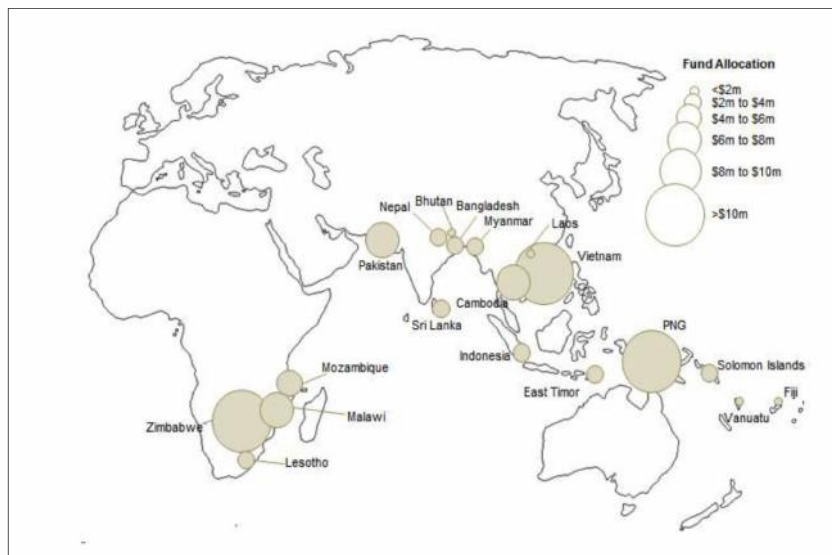 Fund Allocation
<$2m
$2m to $4m
$4m to $6m
$6m to $8m
$8m to $10m
>$10m
Nepal
Bhutan
Bangladesh
Myanmar
Laos
Pakistan
Vietnam
Cambodia
Sri Lanka
Indonesia
PNG
Solomon Islands
East Timor
Fiji
Vanuatu
Mozambique
Malawi
Zimbabwe
Lesotho